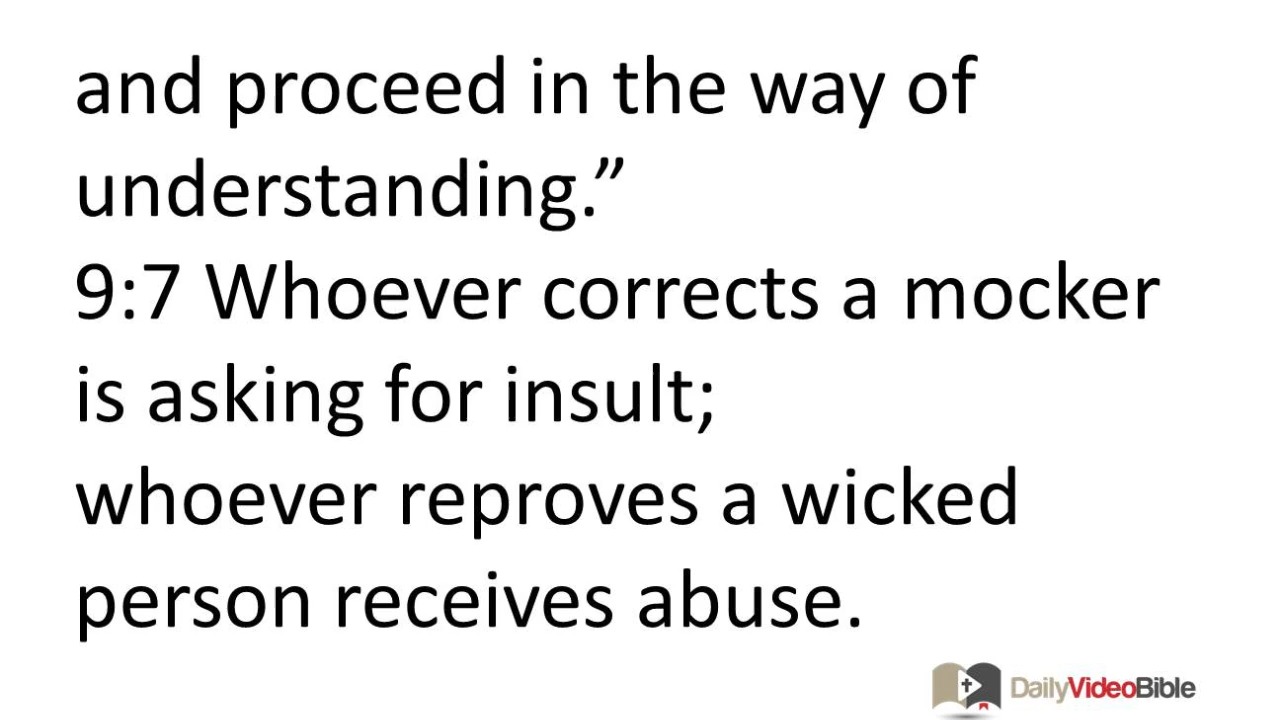 and proceed in the way of
understanding.”
9:7 Whoever corrects a mocker
is asking for insult;
whoever reproves a wicked
person receives abuse.
DailyVideoBible